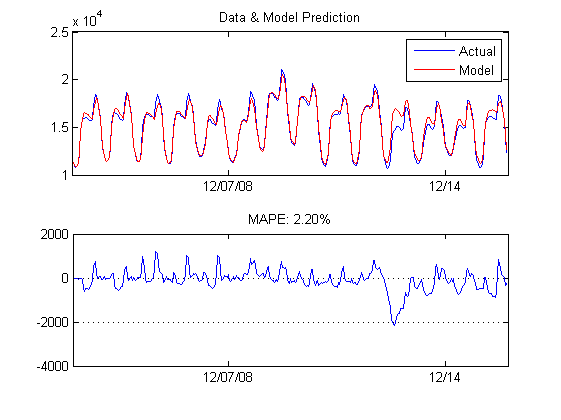 Data & Model Prediction
x 10^4
2.5
2
1.5
1
Actual
Model
12/07/08
12/14
MAPE: 2.20%
2000
0
-2000
-4000
12/07/08
12/14